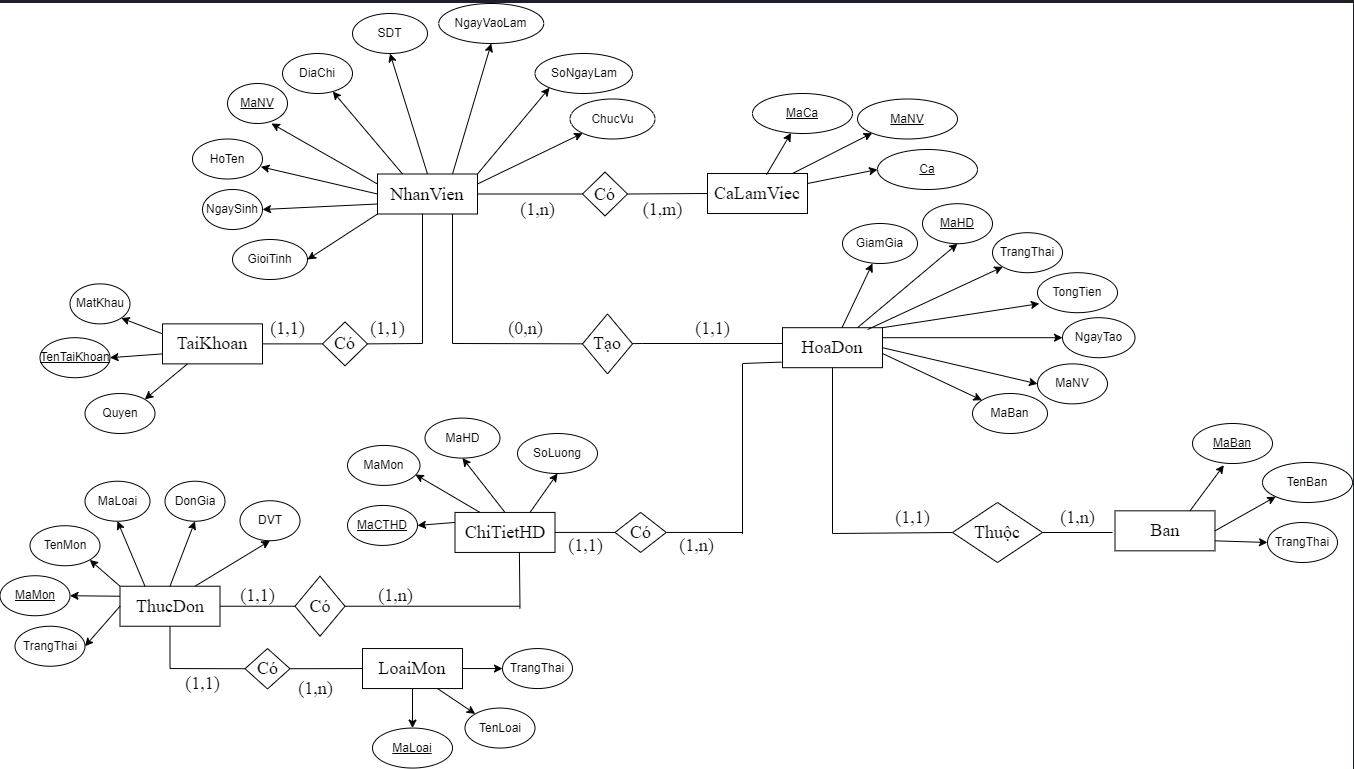 NgayVaoLam
SDT
DiaChi
SoNgayLam
MaNV
ChucVu
MaCa
MaNV
HoTen
Ca
NhanVien
Có
CaLamViec
(1,n)
(1,m)
NgaySinh
GioiTinh
MaHD
GiamGia
TrangThai
TongTien
MatKhau
(1,1)
(1,1)
(0,n)
(1,1)
NgayTao
TaiKhoan
Có
Tạo
HoaDon
TenTaiKhoan
MaNV
Quyen
MaBan
MaHD
MaBan
SoLuong
MaMon
TenBan
MaLoai
DonGia
DVT
MaCTHD
ChiTietHD
Có
(1,1)
(1,n)
(1,1)
Thuộc
(1,n)
Ban
TrangThai
TenMon
MaMon
ThucDon
(1,1)
Có
(1,n)
TrangThai
Có
LoaiMon
TrangThai
(1,1)
(1,n)
TenLoai
MaLoai